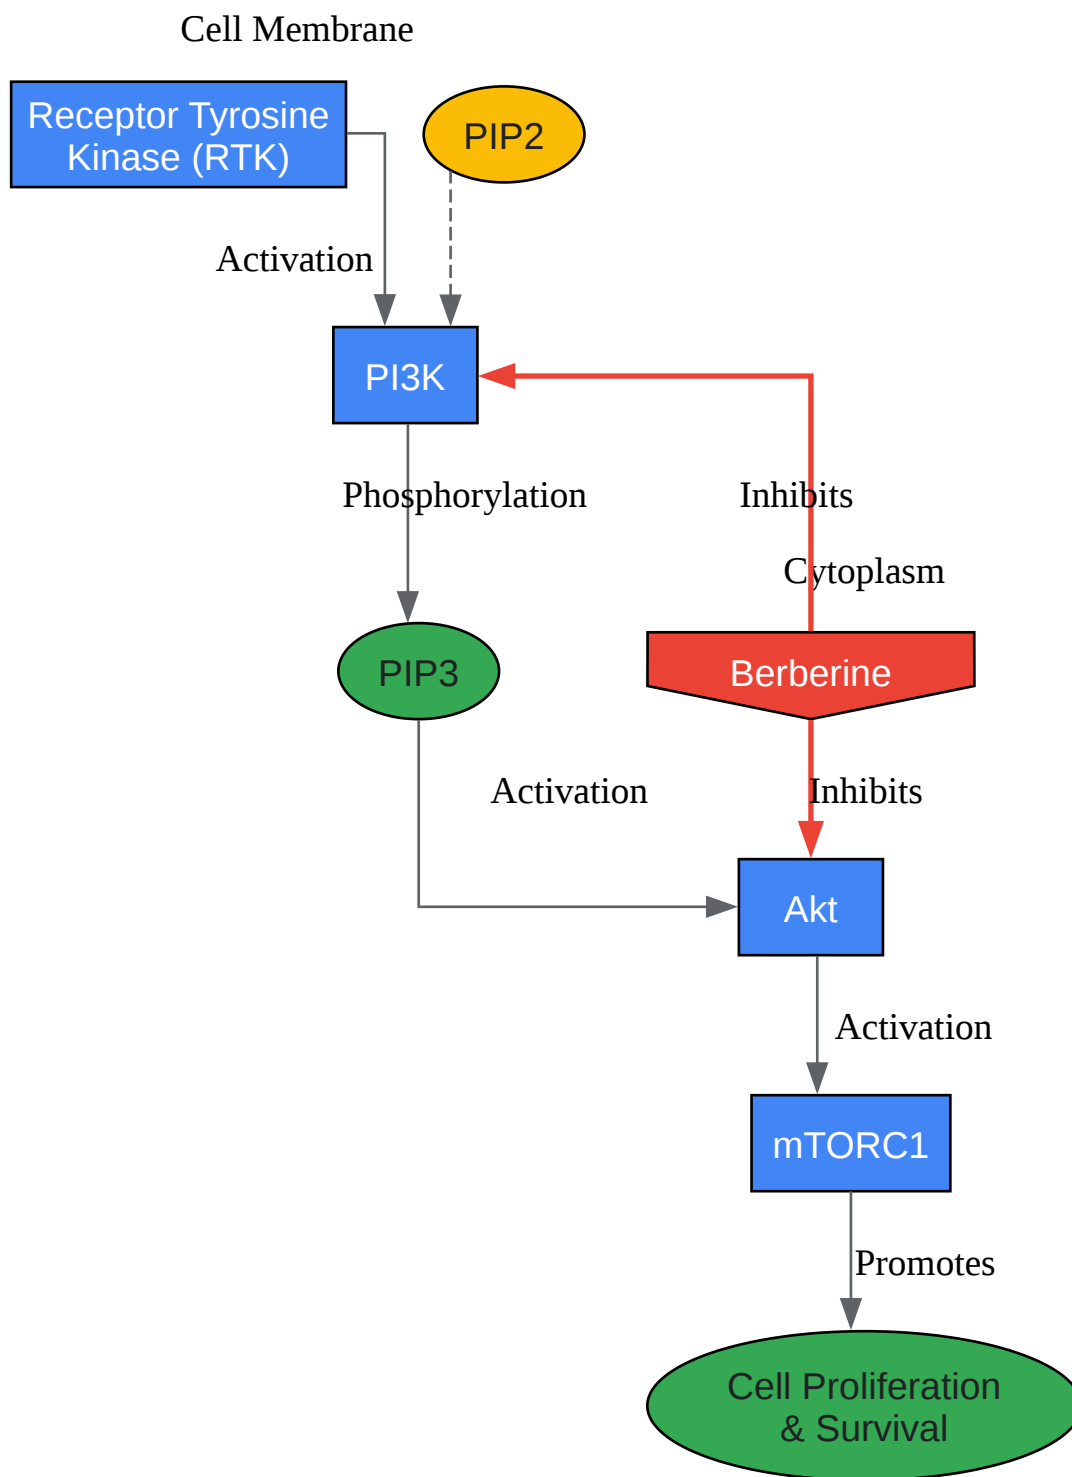 Cell Membrane
Receptor Tyrosine
Kinase (RTK)
PIP2
Activation
PI3K
Phosphorylation
Inhibits
Cytoplasm
PIP3
Berberine
Activation
Inhibits
Akt
Activation
mTORC1
Promotes
Cell Proliferation
& Survival